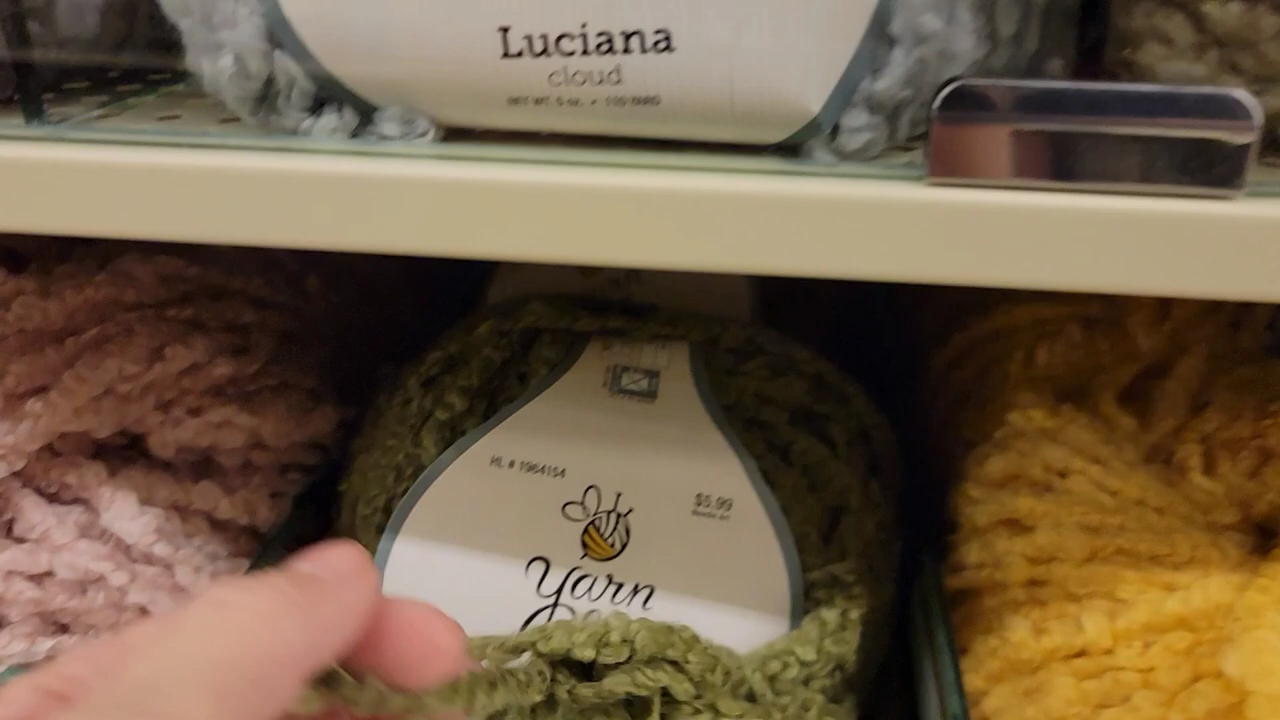 Luciana
cloud
NET WT. 5 oz. • 110 YARD
HL # 1964154
$5.99
Yarn